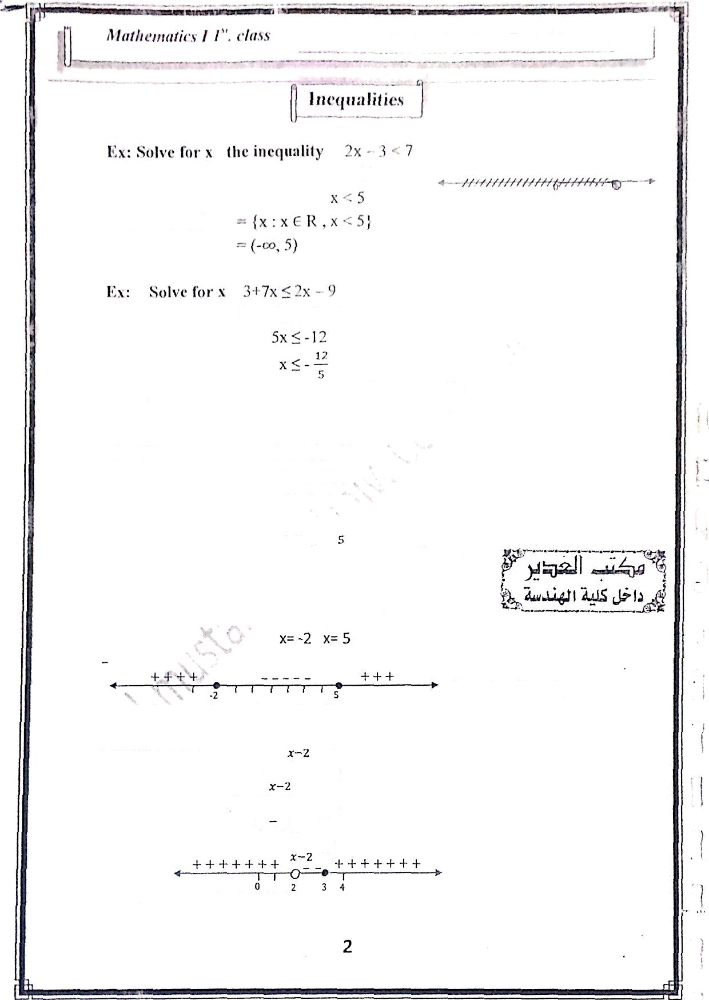 Mathematics I 1st. class
Inequalities
Ex: Solve for x the inequality 2x - 3 < 7
x < 5
= {x : x ∈ R , x < 5}
= (-∞, 5)
Ex: Solve for x 3+7x ≤ 2x - 9
5x ≤ -12
x ≤ - 12/5
5
مكتب الغدير
داخل كلية الهندسة
x= -2 x= 5
-
+ + + + - - - - - + + +
-2 5
x-2
x-2
-
x-2
+ + + + + + + - - + + + + + + +
0 2 3 4
2
musta